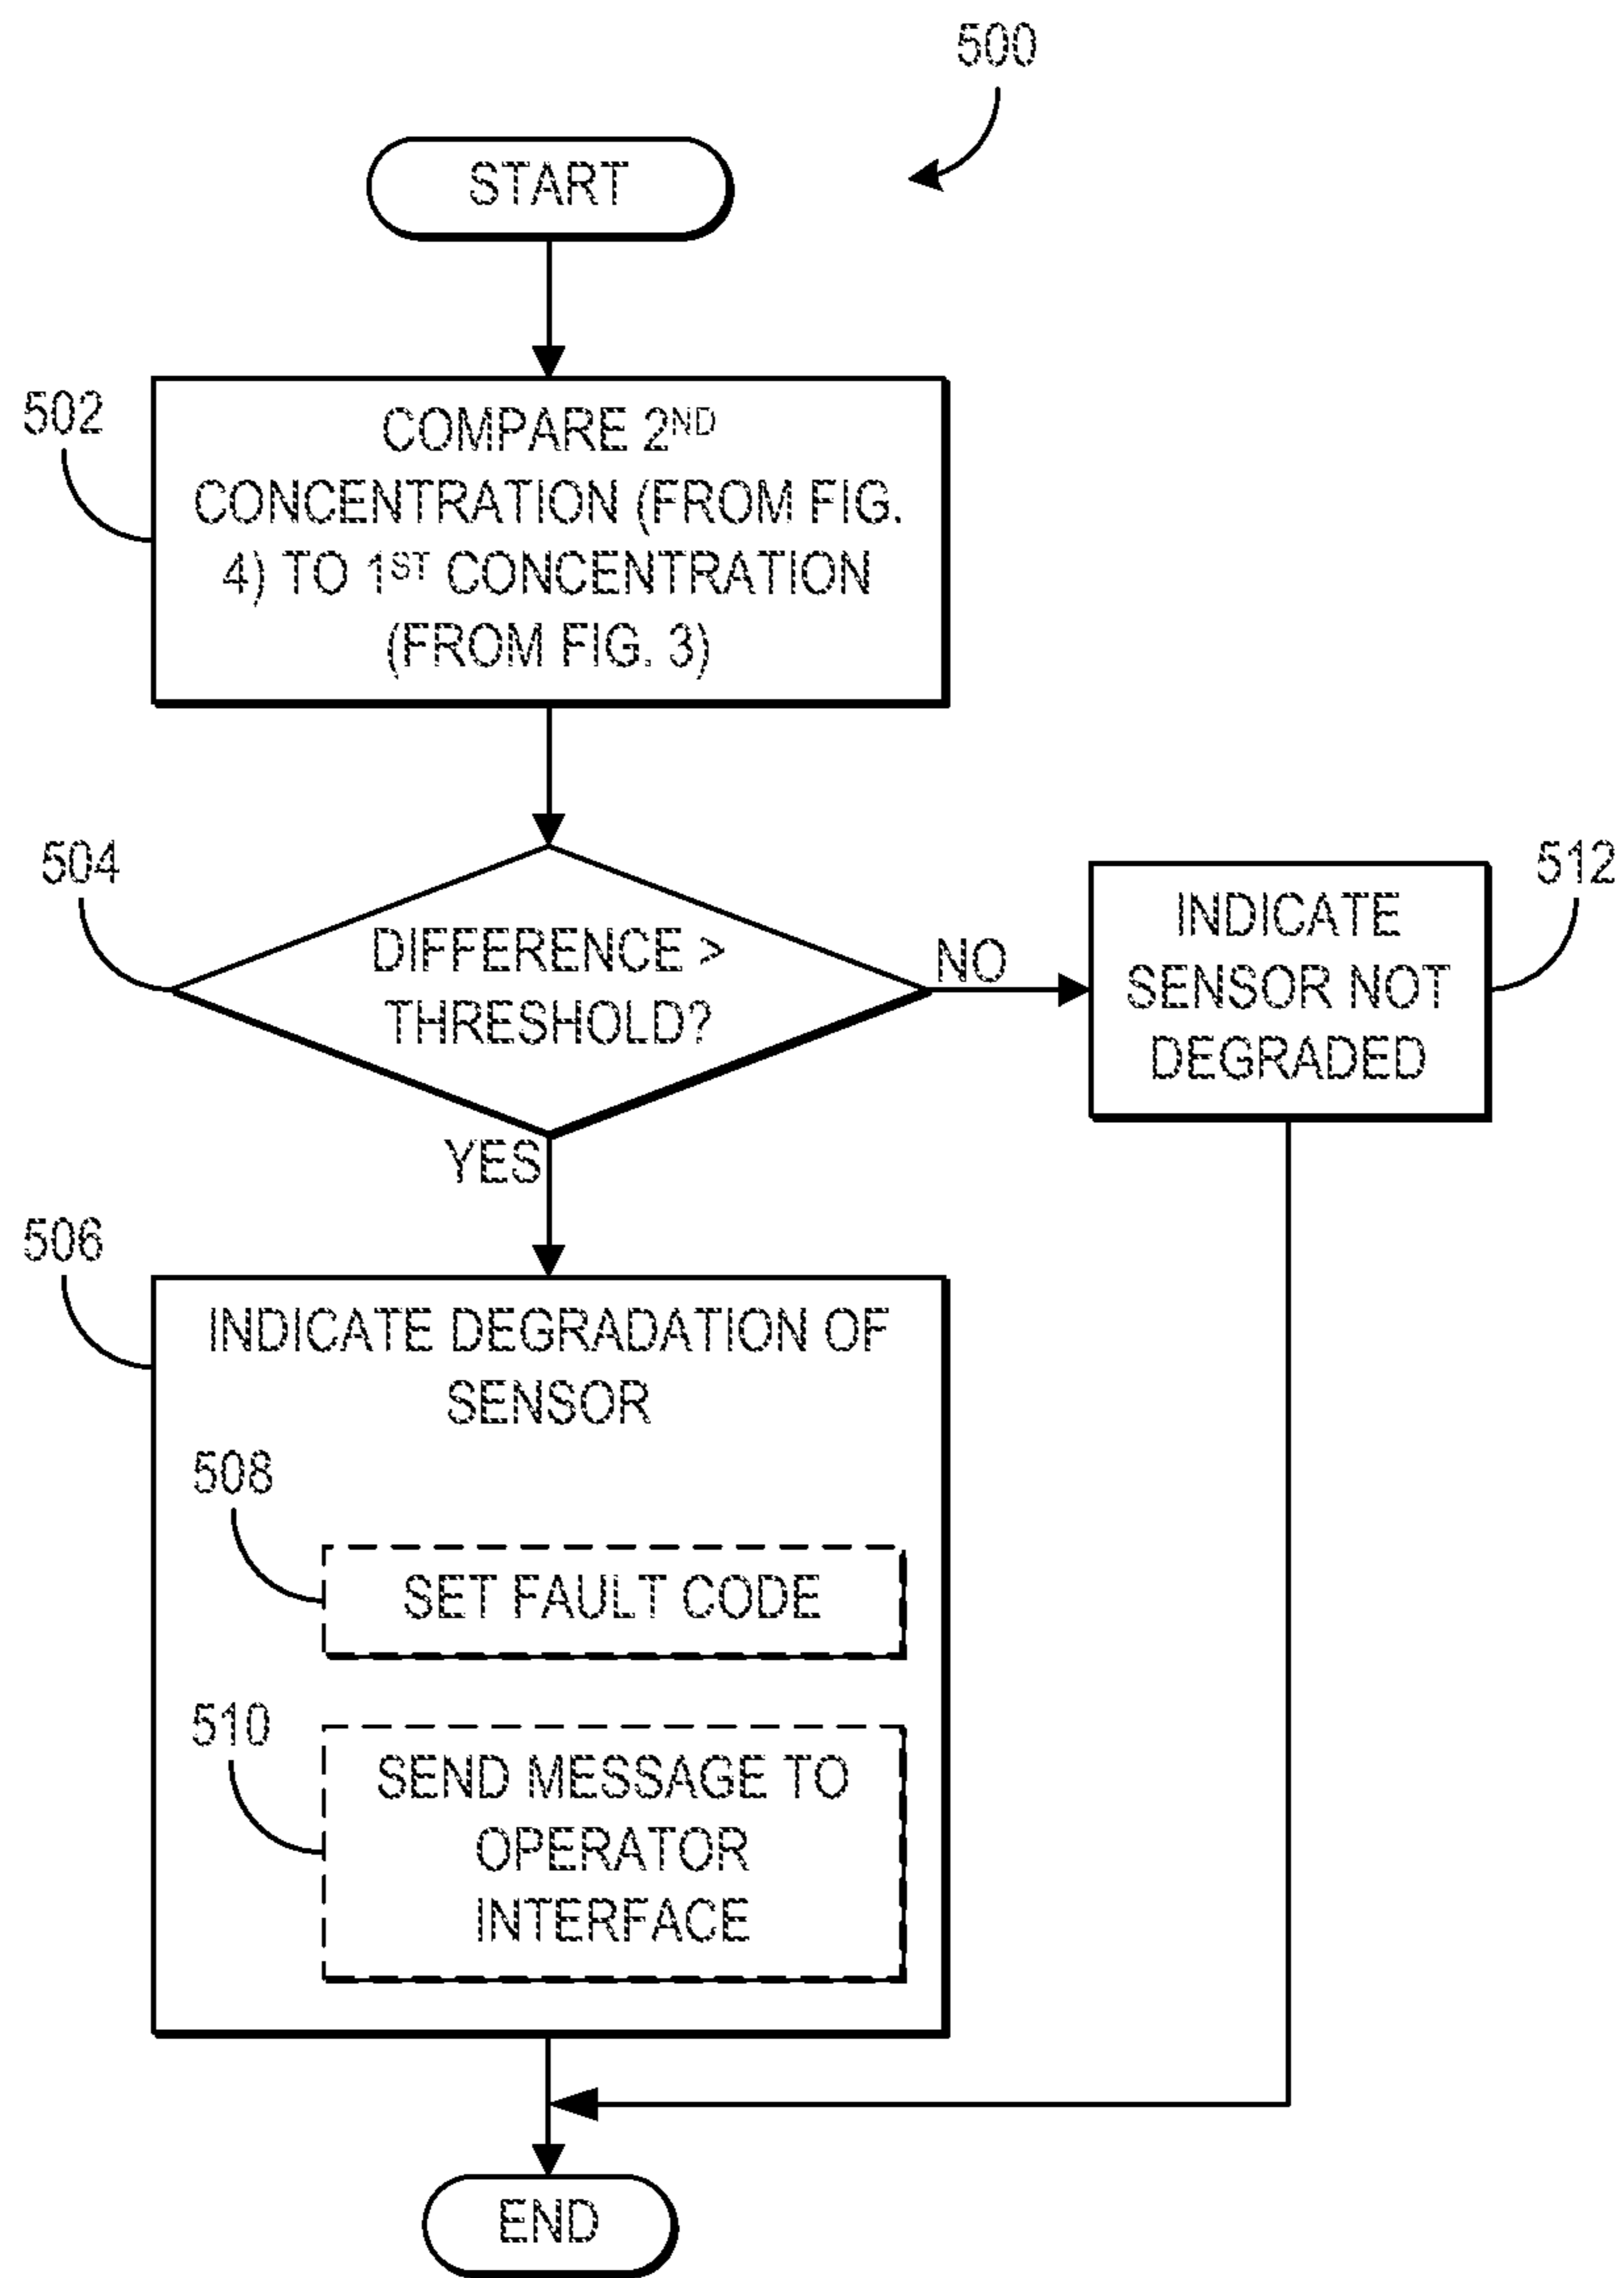 500
START
502
COMPARE 2ND
CONCENTRATION (FROM FIG.
4) TO 1ST CONCENTRATION
(FROM FIG. 3)
504
DIFFERENCE >
THRESHOLD?
NO
512
INDICATE
SENSOR NOT
DEGRADED
YES
506
INDICATE DEGRADATION OF
SENSOR
508
SET FAULT CODE
510
SEND MESSAGE TO
OPERATOR
INTERFACE
END